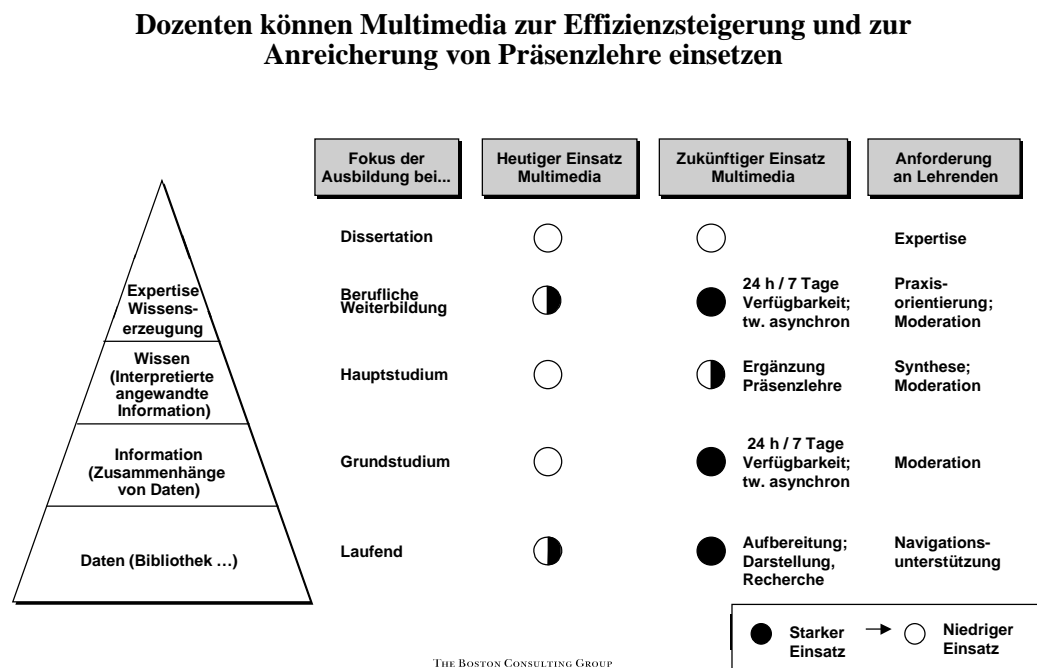 Dozenten können Multimedia zur Effizienzsteigerung und zur
Anreicherung von Präsenzlehre einsetzen
Fokus der
Ausbildung bei...
Heutiger Einsatz
Multimedia
Zukünftiger Einsatz
Multimedia
Anforderung
an Lehrenden
Expertise
Wissens-
erzeugung
Wissen
(Interpretierte
angewandte
Information)
Information
(Zusammenhänge
von Daten)
Daten (Bibliothek …)
Dissertation
Expertise
Berufliche
Weiterbildung
24 h / 7 Tage
Verfügbarkeit;
tw. asynchron
Praxis-
orientierung;
Moderation
Hauptstudium
Ergänzung
Präsenzlehre
Synthese;
Moderation
Grundstudium
24 h / 7 Tage
Verfügbarkeit;
tw. asynchron
Moderation
Laufend
Aufbereitung;
Darstellung,
Recherche
Navigations-
unterstützung
Starker
Einsatz
Niedriger
Einsatz
THE BOSTON CONSULTING GROUP